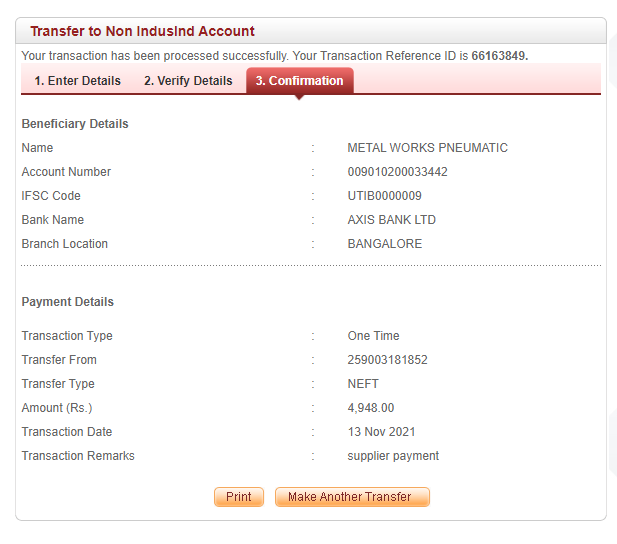 Transfer to Non IndusInd Account
Your transaction has been processed successfully. Your Transaction Reference ID is 66163849.
1. Enter Details 2. Verify Details 3. Confirmation
Beneficiary Details
Name : METAL WORKS PNEUMATIC
Account Number : 009010200033442
IFSC Code : UTIB0000009
Bank Name : AXIS BANK LTD
Branch Location : BANGALORE
Payment Details
Transaction Type : One Time
Transfer From : 259003181852
Transfer Type : NEFT
Amount (Rs.) : 4,948.00
Transaction Date : 13 Nov 2021
Transaction Remarks : supplier payment
Print Make Another Transfer